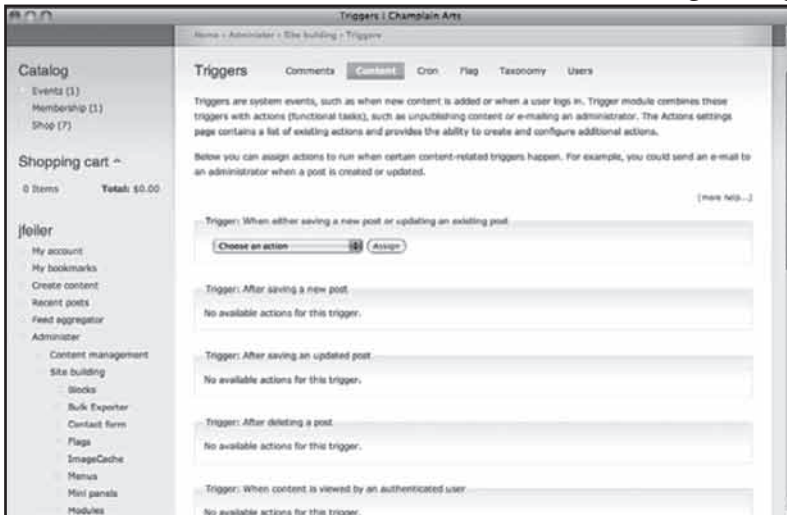 Triggers | Champlain Arts
Home » Administer » Site building » Triggers
Catalog
Events (1)
Membership (1)
Shop (7)
Shopping cart
0 Items Total: $0.00
jfeiler
My account
My bookmarks
Create content
Recent posts
Feed aggregator
Administer
Content management
Site building
Blocks
Bulk Exporter
Contact form
Flags
ImageCache
Menus
Mini panels
Modules
Triggers Comments Content Cron Flag Taxonomy Users
Triggers are system events, such as when new content is added or when a user logs in. Trigger module combines these
triggers with actions (functional tasks), such as unpublishing content or e-mailing an administrator. The Actions settings
page contains a list of existing actions and provides the ability to create and configure additional actions.
Below you can assign actions to run when certain content-related triggers happen. For example, you could send an e-mail to
an administrator when a post is created or updated.
[more help...]
Trigger: When either saving a new post or updating an existing post
Choose an action Assign
Trigger: After saving a new post
No available actions for this trigger.
Trigger: After saving an updated post
No available actions for this trigger.
Trigger: After deleting a post
No available actions for this trigger.
Trigger: When content is viewed by an authenticated user
No available actions for this trigger.